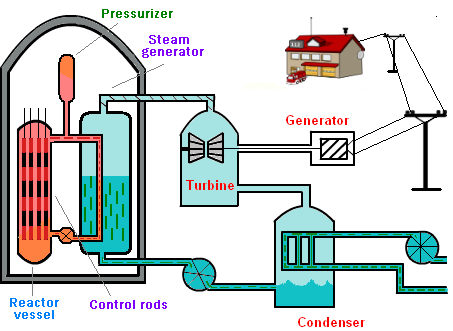 Pressurizer
Steam
generator
Generator
Turbine
Reactor
vessel
Control rods
Condenser